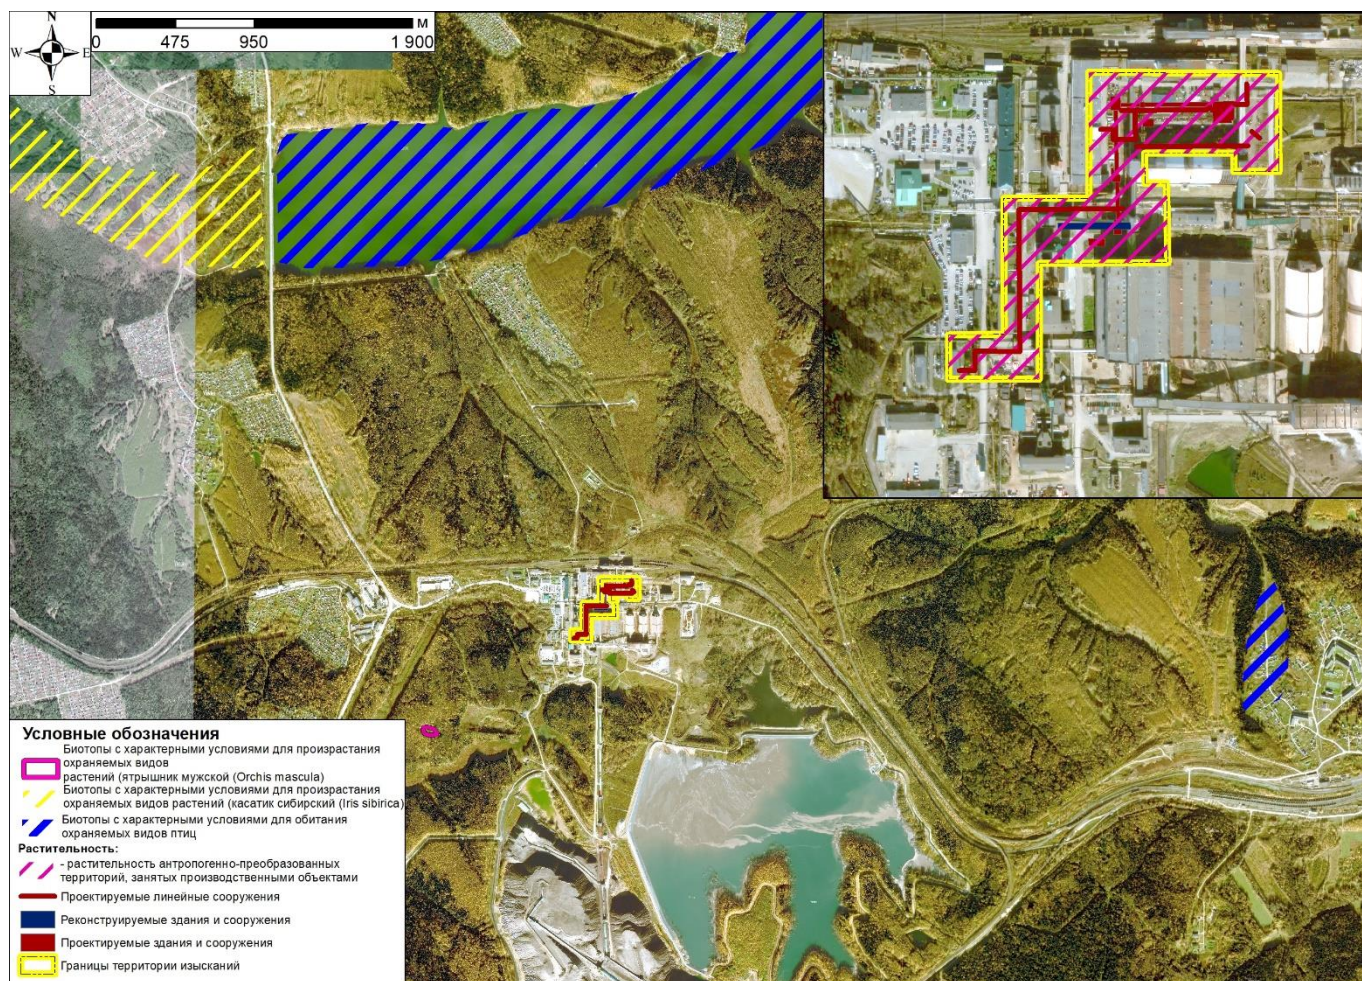 N
W E
S
0 475 950 1 900 М
Условные обозначения
Биотопы с характерными условиями для произрастания
охраняемых видов
растений (ятрышник мужской (Orchis mascula)
Биотопы с характерными условиями для произрастания
охраняемых видов растений (касатик сибирский (Iris sibirica)
Биотопы с характерными условиями для обитания
охраняемых видов птиц
Растительность:
- растительность антропогенно-преобразованных
территорий, занятых производственными объектами
Проектируемые линейные сооружения
Реконструируемые здания и сооружения
Проектируемые здания и сооружения
Границы территории изысканий